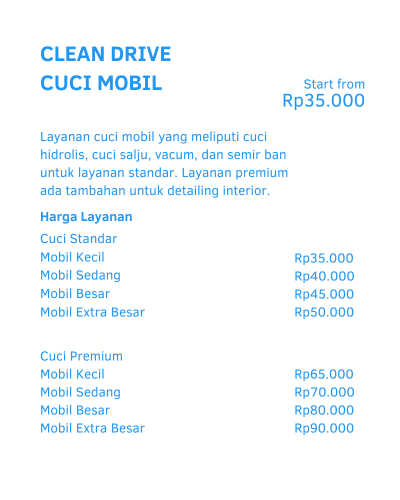 CLEAN DRIVE
CUCI MOBIL
Start from
Rp35.000
Layanan cuci mobil yang meliputi cuci
hidrolis, cuci salju, vacum, dan semir ban
untuk layanan standar. Layanan premium
ada tambahan untuk detailing interior.
Harga Layanan
Cuci Standar
Mobil Kecil Rp35.000
Mobil Sedang Rp40.000
Mobil Besar Rp45.000
Mobil Extra Besar Rp50.000
Cuci Premium
Mobil Kecil Rp65.000
Mobil Sedang Rp70.000
Mobil Besar Rp80.000
Mobil Extra Besar Rp90.000